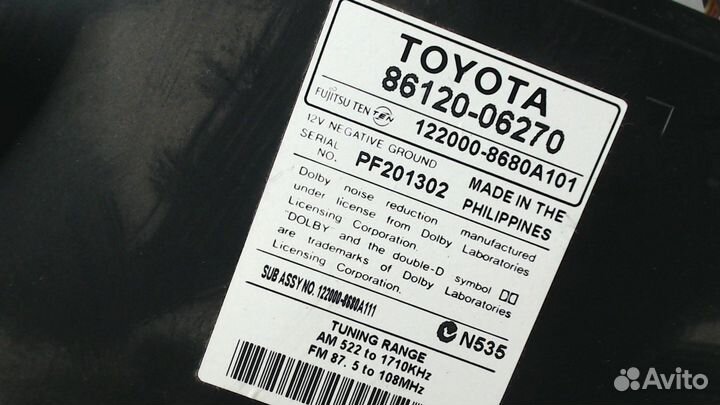 TOYOTA
86120-06270
FUJITSU TEN TEN 122000-8680A101
12V NEGATIVE GROUND
SERIAL NO. PF201302
MADE IN THE PHILIPPINES
Dolby noise reduction manufactured
under license from Dolby Laboratories
Licensing Corporation.
"DOLBY" and the double-D symbol
are trademarks of Dolby Laboratories
Licensing Corporation.
SUB ASSY NO. 122000-8680A111
N535
TUNING RANGE
AM 522 to 1710KHz
FM 87.5 to 108MHz
Avito